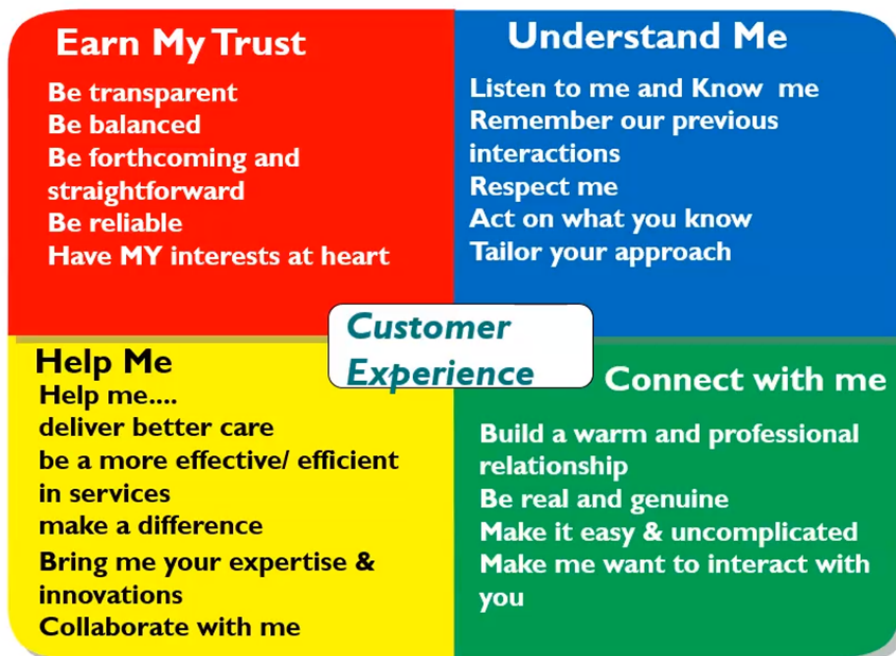 Earn My Trust
Be transparent
Be balanced
Be forthcoming and
straightforward
Be reliable
Have MY interests at heart
Understand Me
Listen to me and Know me
Remember our previous
interactions
Respect me
Act on what you know
Tailor your approach
Customer
Experience
Help Me
Help me....
deliver better care
be a more effective/ efficient
in services
make a difference
Bring me your expertise &
innovations
Collaborate with me
Connect with me
Build a warm and professional
relationship
Be real and genuine
Make it easy & uncomplicated
Make me want to interact with
you